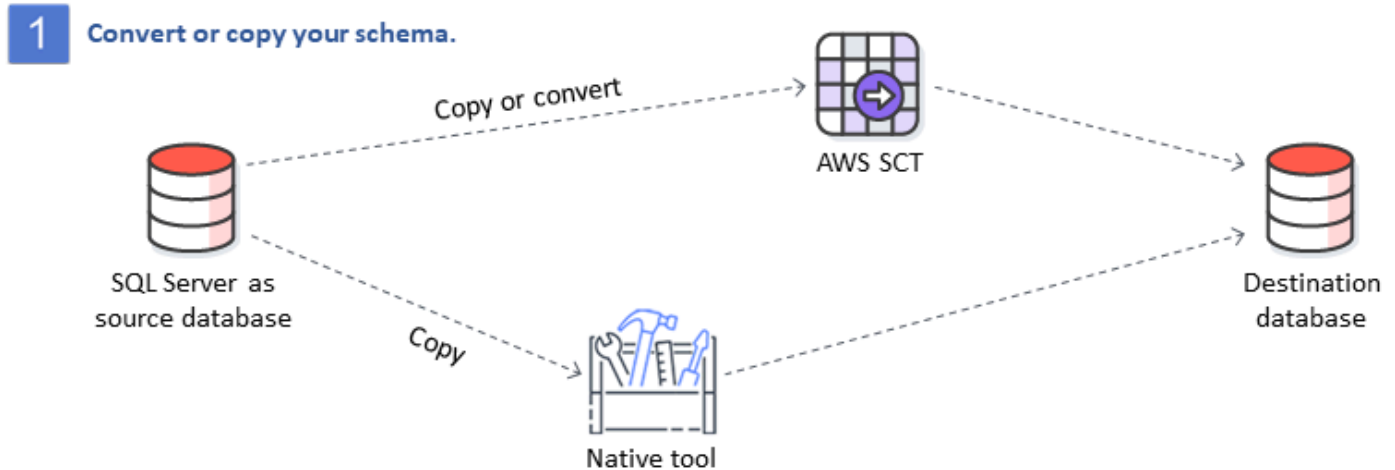 1
Convert or copy your schema.
Copy or convert
AWS SCT
SQL Server as
source database
Copy
Destination
database
Native tool